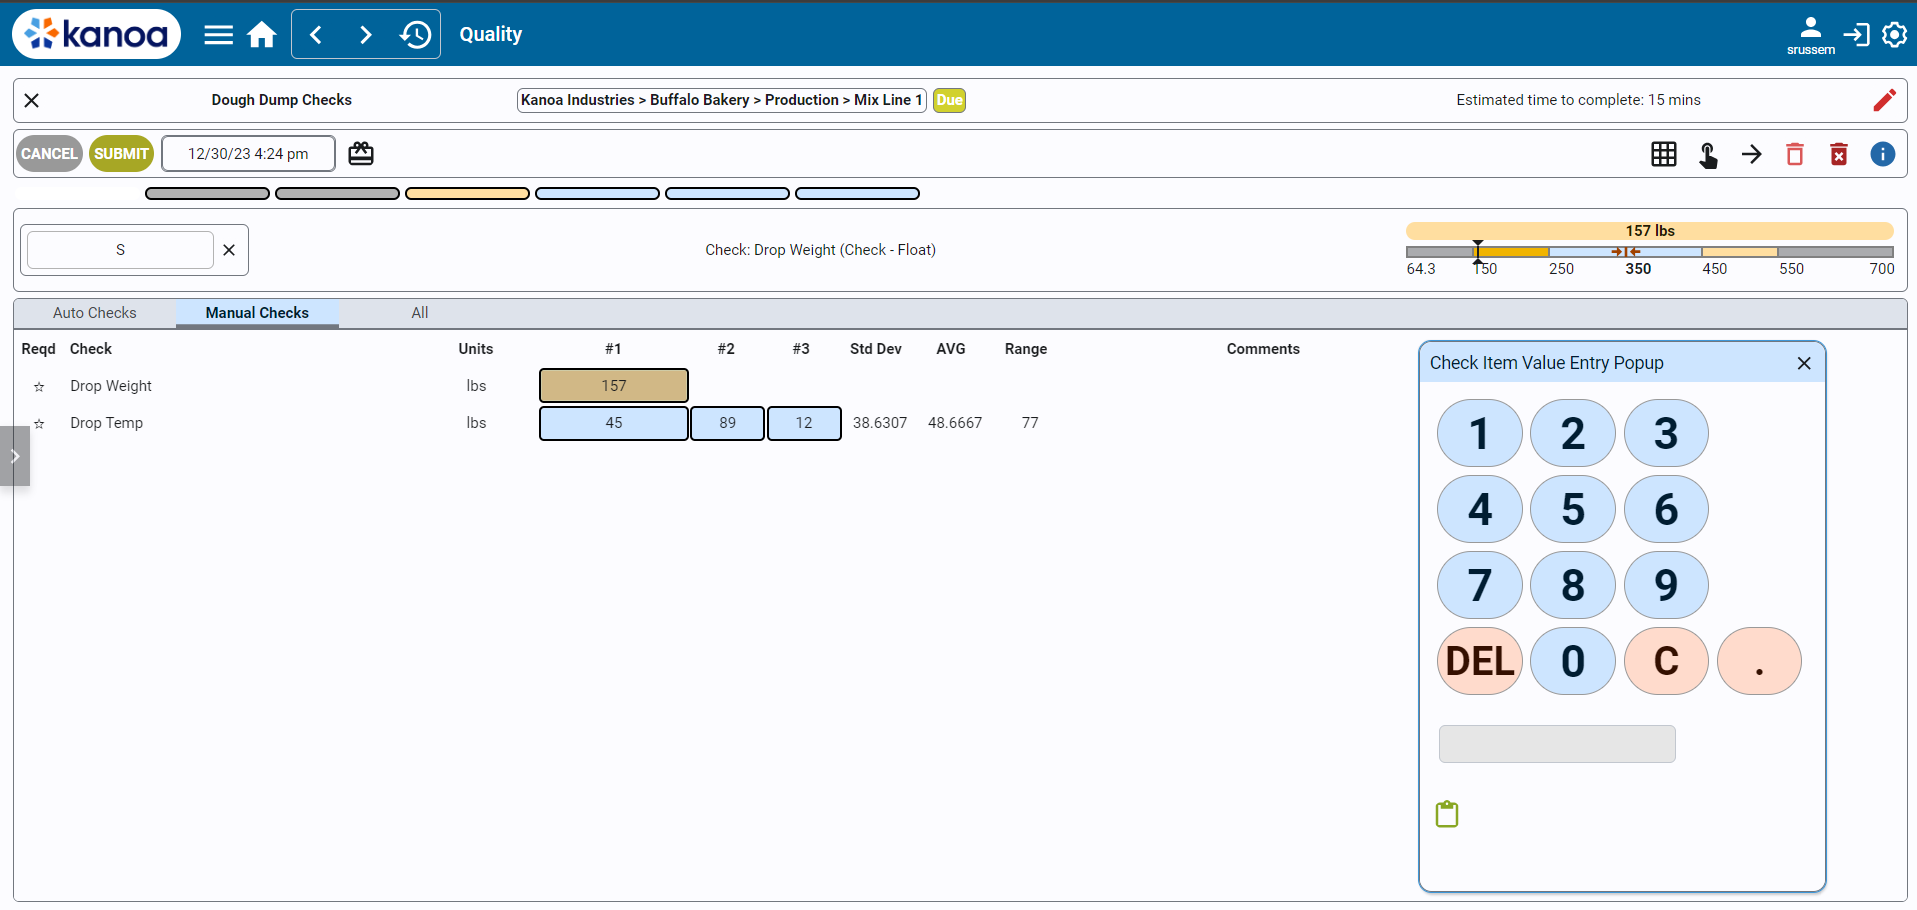 kanoa Quality srussem
Dough Dump Checks Kanoa Industries > Buffalo Bakery > Production > Mix Line 1 Due Estimated time to complete: 15 mins
CANCEL SUBMIT 12/30/23 4:24 pm
157 lbs
S Check: Drop Weight (Check - Float)
64.3 150 250 350 450 550 700
Auto Checks Manual Checks All
Reqd Check Units #1 #2 #3 Std Dev AVG Range Comments
Drop Weight lbs 157
Drop Temp lbs 45 89 12 38.6307 48.6667 77
Check Item Value Entry Popup
1 2 3
4 5 6
7 8 9
DEL 0 C .